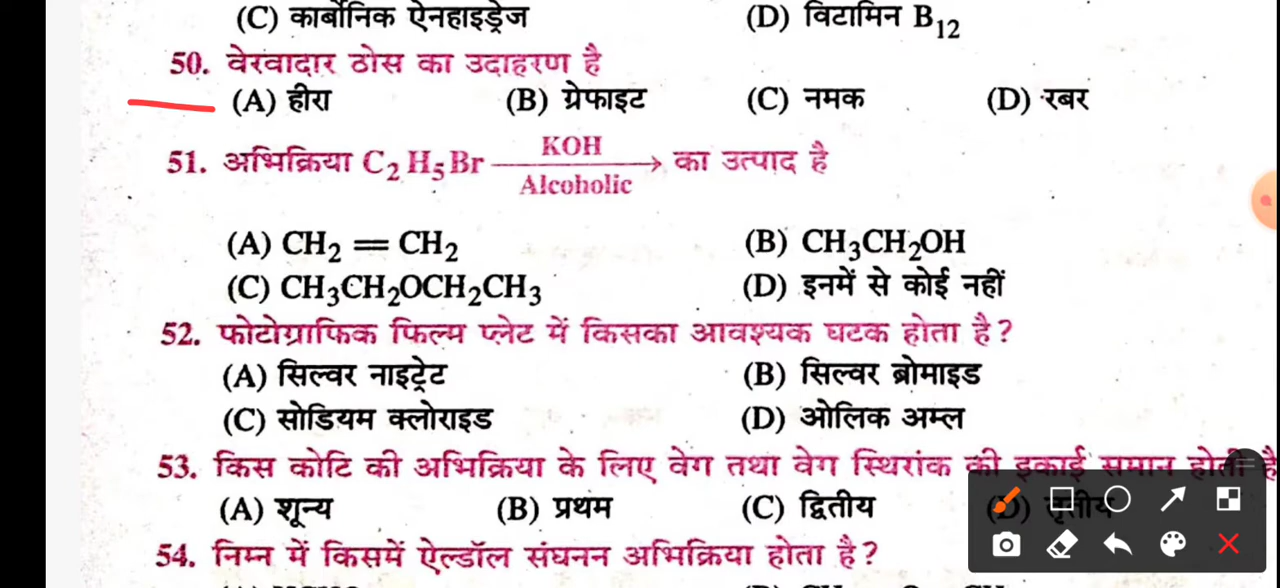 (C) कार्बोनिक ऐनहाइड्रेज (D) विटामिन B₁₂
50. वेरवादार ठोस का उदाहरण है
(A) हीरा (B) ग्रेफाइट (C) नमक (D) रबर
51. अभिक्रिया C₂H₅Br KOH / Alcoholic → का उत्पाद है
(A) CH₂ = CH₂ (B) CH₃CH₂OH
(C) CH₃CH₂OCH₂CH₃ (D) इनमें से कोई नहीं
52. फोटोग्राफिक फिल्म प्लेट में किसका आवश्यक घटक होता है?
(A) सिल्वर नाइट्रेट (B) सिल्वर ब्रोमाइड
(C) सोडियम क्लोराइड (D) ओलिक अम्ल
53. किस कोटि की अभिक्रिया के लिए वेग तथा वेग स्थिरांक की इकाई समान होती है
(A) शून्य (B) प्रथम (C) द्वितीय (D) तृतीय
54. निम्न में किसमें ऐल्डॉल संघनन अभिक्रिया होता है?